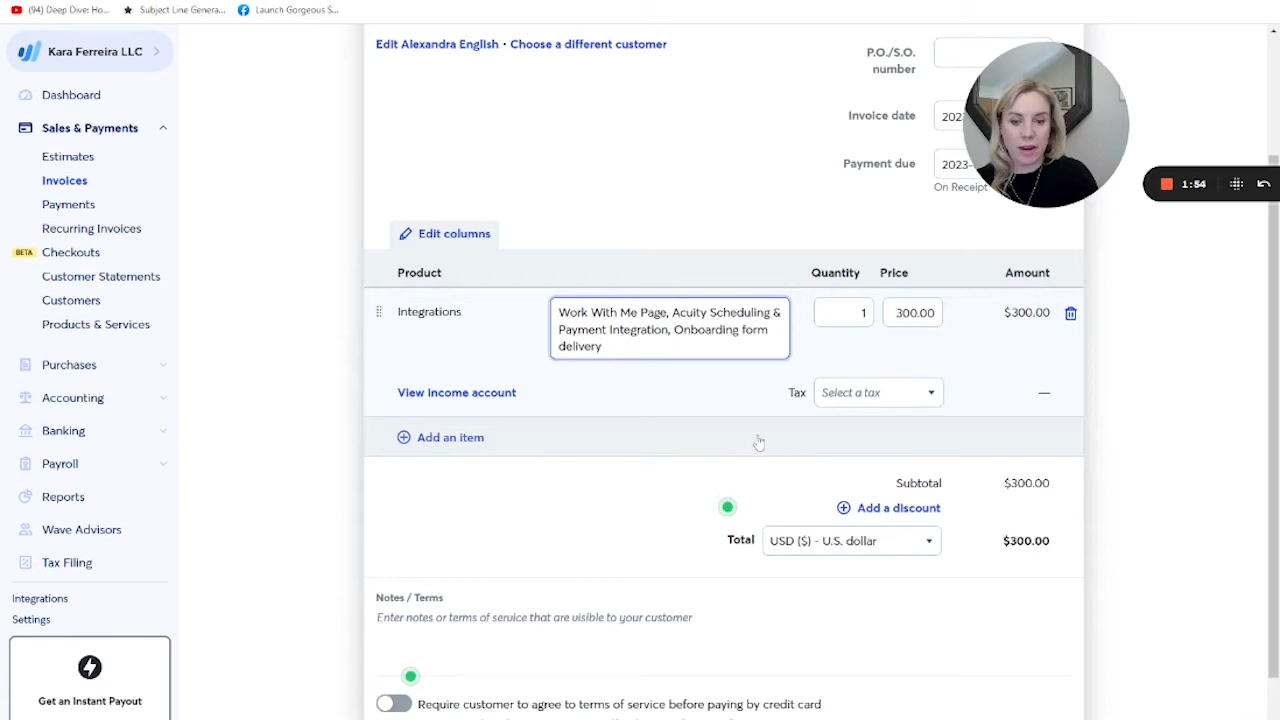 (94) Deep Dive: Ho...
Subject Line Genera...
Launch Gorgeous S...
Kara Ferreira LLC
Dashboard
Sales & Payments
Estimates
Invoices
Payments
Recurring Invoices
BETA Checkouts
Customer Statements
Customers
Products & Services
Purchases
Accounting
Banking
Payroll
Reports
Wave Advisors
Tax Filing
Integrations
Settings
Get an Instant Payout
Edit Alexandra English • Choose a different customer
P.O./S.O.
number
Invoice date
202
Payment due
2023-
On Receipt
1:54
Edit columns
Product Quantity Price Amount
Integrations
Work With Me Page, Acuity Scheduling &
Payment Integration, Onboarding form
delivery
1 300.00 $300.00
View income account Tax Select a tax —
Add an item
Subtotal $300.00
Add a discount
Total USD ($) - U.S. dollar $300.00
Notes / Terms
Enter notes or terms of service that are visible to your customer
Require customer to agree to terms of service before paying by credit card